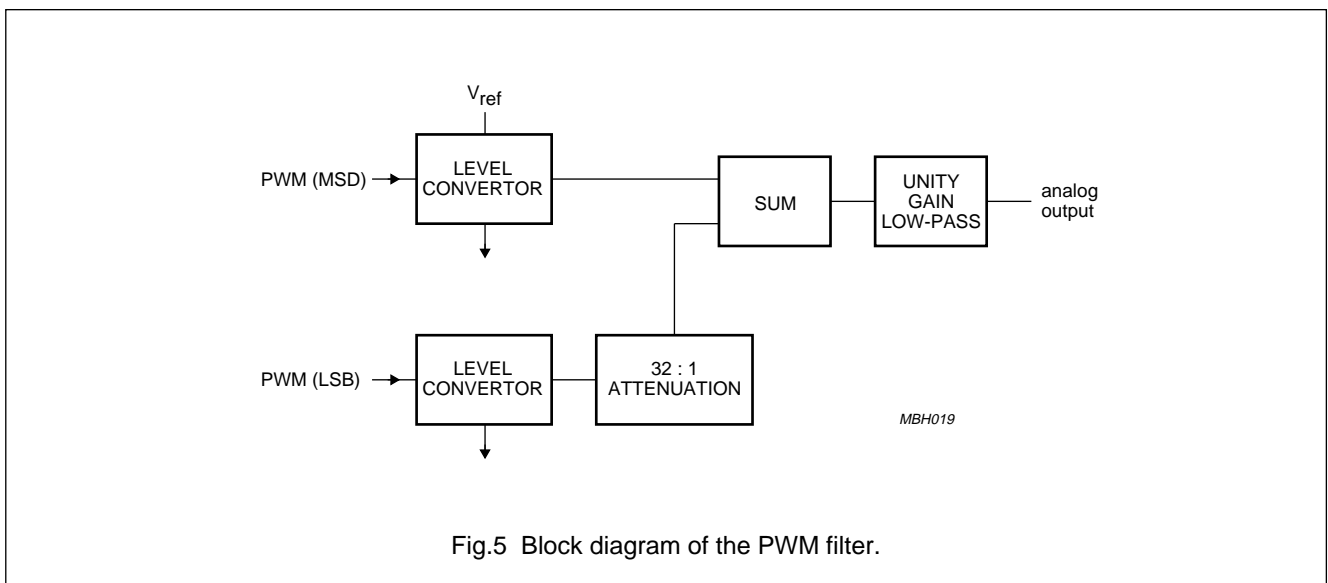 Vref
PWM (MSD)
LEVEL
CONVERTOR
SUM
UNITY
GAIN
LOW-PASS
analog
output
PWM (LSB)
LEVEL
CONVERTOR
32 : 1
ATTENUATION
MBH019
Fig.5 Block diagram of the PWM filter.